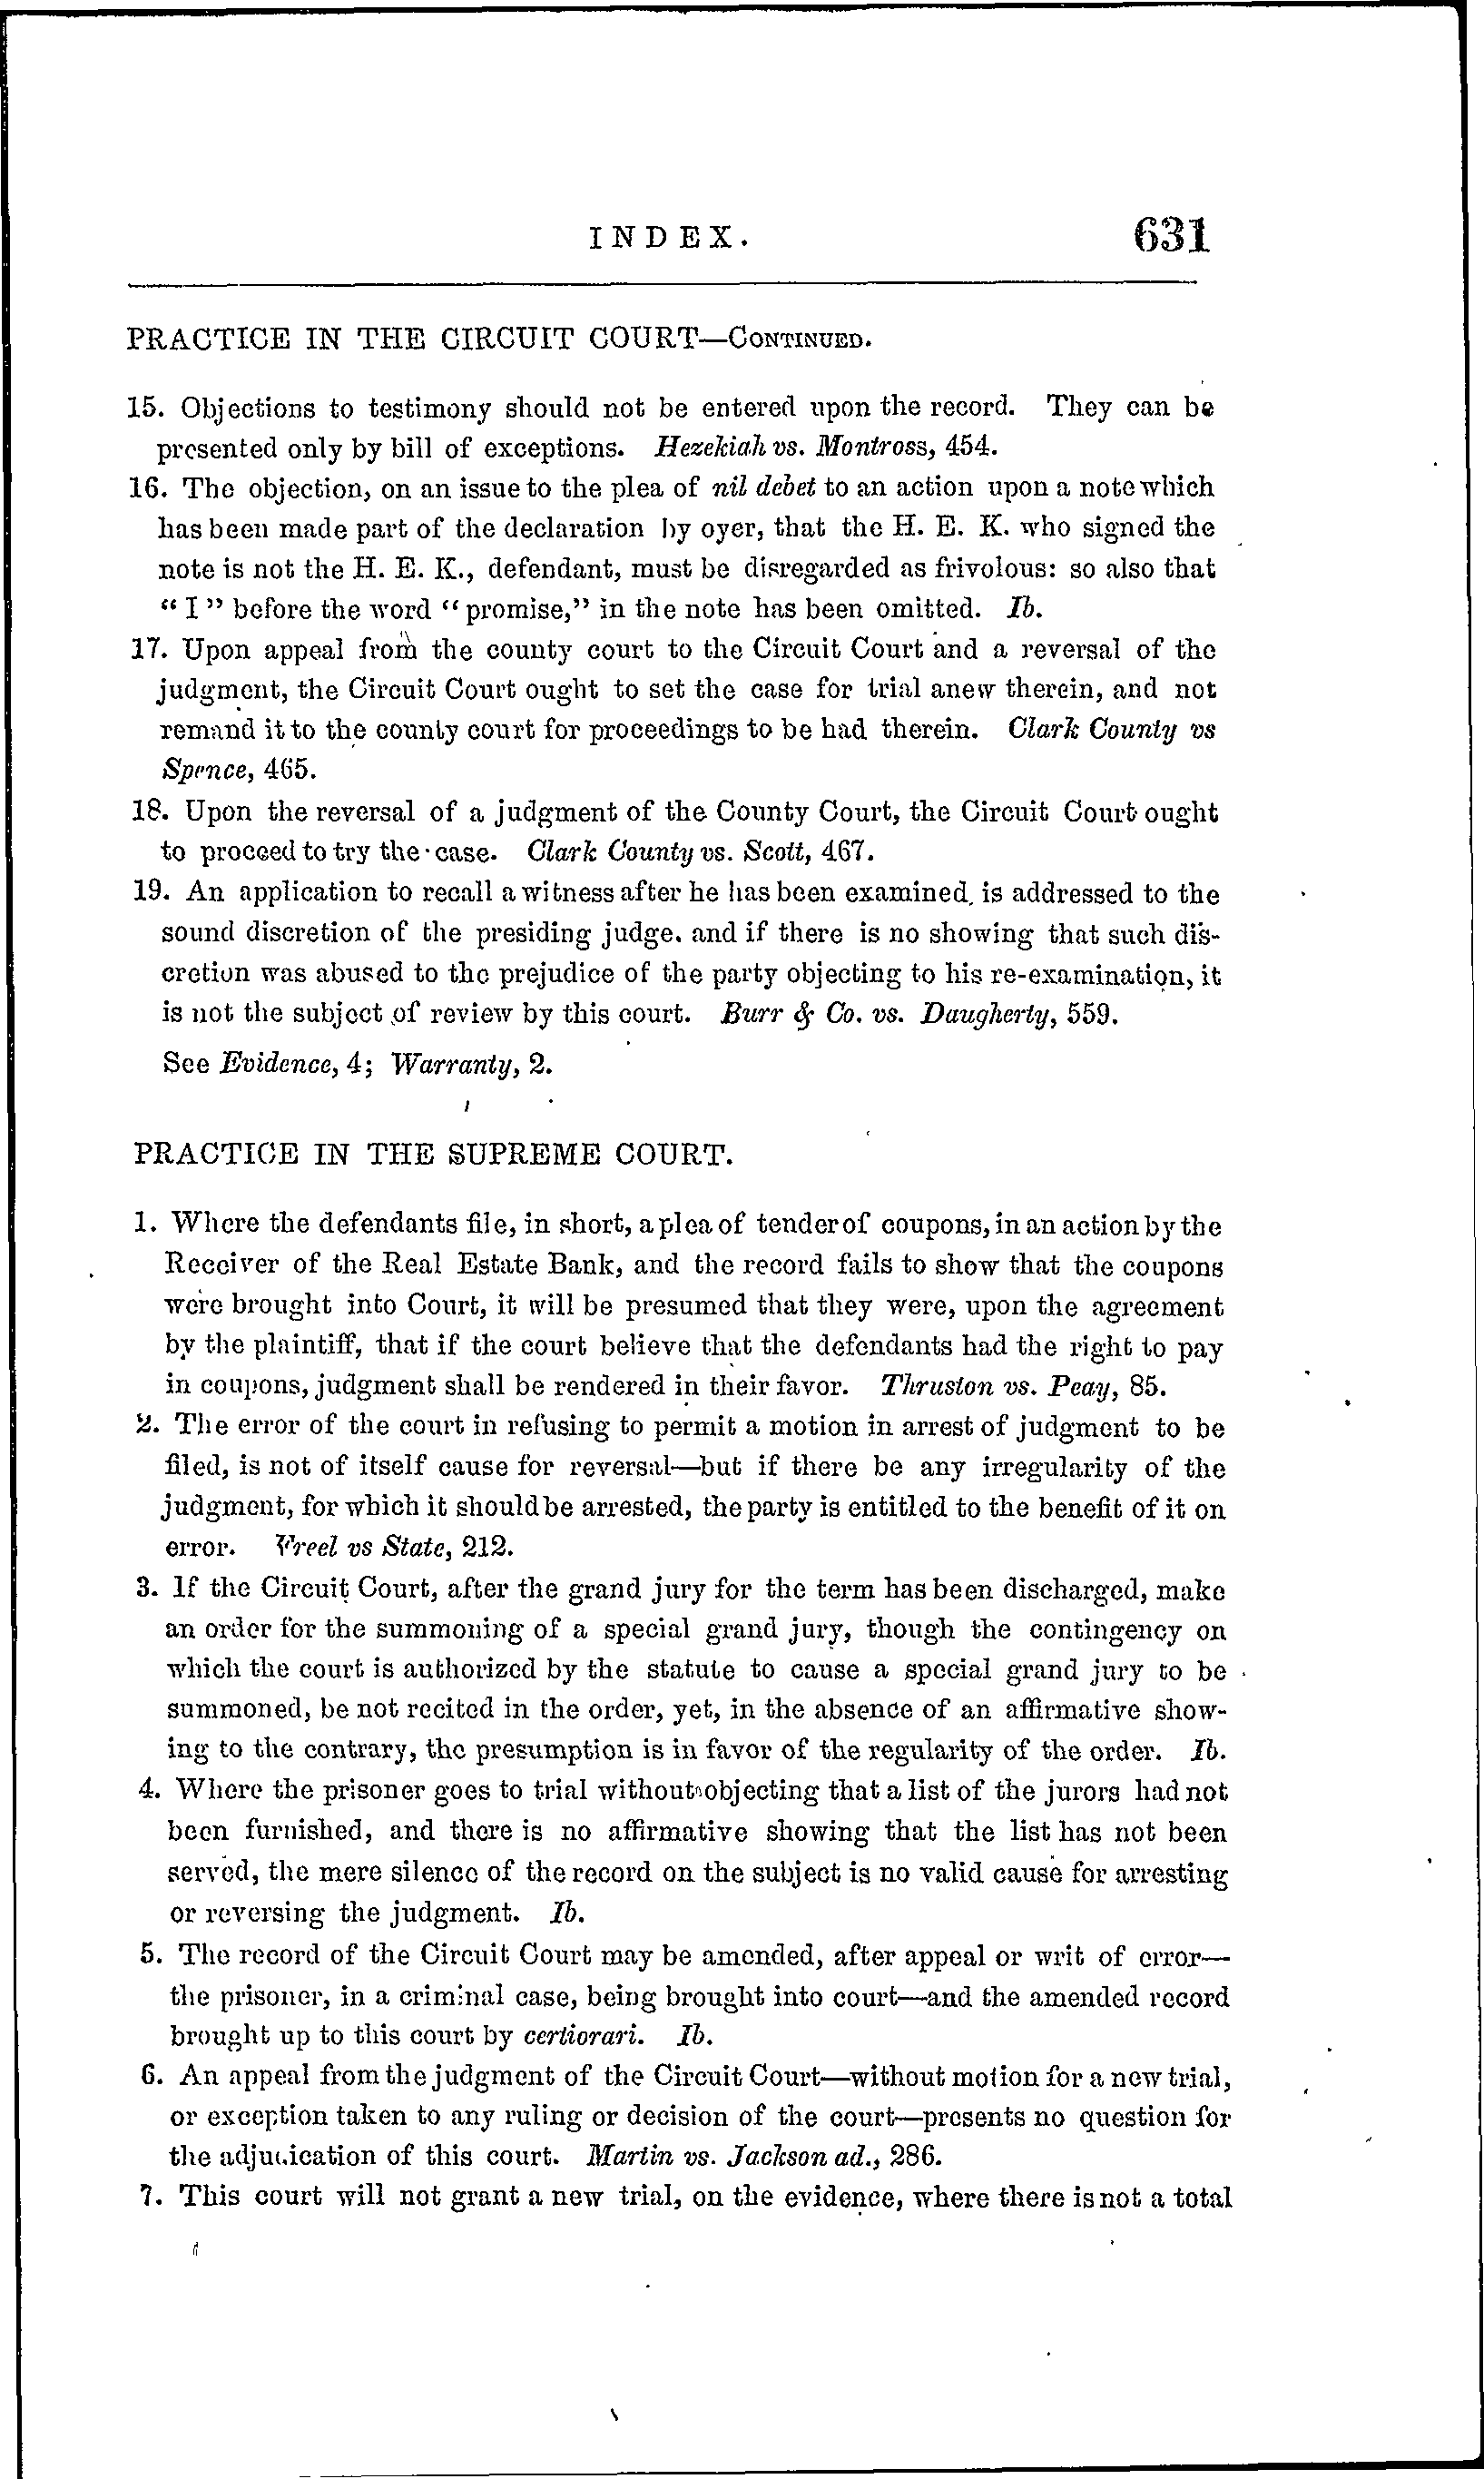 INDEX. 631
PRACTICE IN THE CIRCUIT COURT—CONTINUED.
15. Objections to testimony should not be entered upon the record. They can be
presented only by bill of exceptions. Hezekiah vs. Montross, 454.
16. The objection, on an issue to the plea of nil debet to an action upon a note which
has been made part of the declaration by oyer, that the H. E. K. who signed the
note is not the H. E. K., defendant, must be disregarded as frivolous: so also that
“I” before the word “promise,” in the note has been omitted. Ib.
17. Upon appeal from the county court to the Circuit Court and a reversal of the
judgment, the Circuit Court ought to set the case for trial anew therein, and not
remand it to the county court for proceedings to be had therein. Clark County vs
Spence, 465.
18. Upon the reversal of a judgment of the County Court, the Circuit Court ought
to proceed to try the case. Clark County vs. Scott, 467.
19. An application to recall a witness after he has been examined, is addressed to the
sound discretion of the presiding judge. and if there is no showing that such dis-
cretion was abused to the prejudice of the party objecting to his re-examination, it
is not the subject of review by this court. Burr & Co. vs. Daugherty, 559.
See Evidence, 4; Warranty, 2.
PRACTICE IN THE SUPREME COURT.
1. Where the defendants file, in short, a plea of tender of coupons, in an action by the
Receiver of the Real Estate Bank, and the record fails to show that the coupons
were brought into Court, it will be presumed that they were, upon the agreement
by the plaintiff, that if the court believe that the defendants had the right to pay
in coupons, judgment shall be rendered in their favor. Thruston vs. Peay, 85.
2. The error of the court in refusing to permit a motion in arrest of judgment to be
filed, is not of itself cause for reversal—but if there be any irregularity of the
judgment, for which it should be arrested, the party is entitled to the benefit of it on
error. Freel vs State, 212.
3. If the Circuit Court, after the grand jury for the term has been discharged, make
an order for the summoning of a special grand jury, though the contingency on
which the court is authorized by the statute to cause a special grand jury to be
summoned, be not recited in the order, yet, in the absence of an affirmative show-
ing to the contrary, the presumption is in favor of the regularity of the order. Ib.
4. Where the prisoner goes to trial without objecting that a list of the jurors had not
been furnished, and there is no affirmative showing that the list has not been
served, the mere silence of the record on the subject is no valid cause for arresting
or reversing the judgment. Ib.
5. The record of the Circuit Court may be amended, after appeal or writ of error—
the prisoner, in a criminal case, being brought into court—and the amended record
brought up to this court by certiorari. Ib.
6. An appeal from the judgment of the Circuit Court—without motion for a new trial,
or exception taken to any ruling or decision of the court—presents no question for
the adjudication of this court. Martin vs. Jackson ad., 286.
7. This court will not grant a new trial, on the evidence, where there is not a total